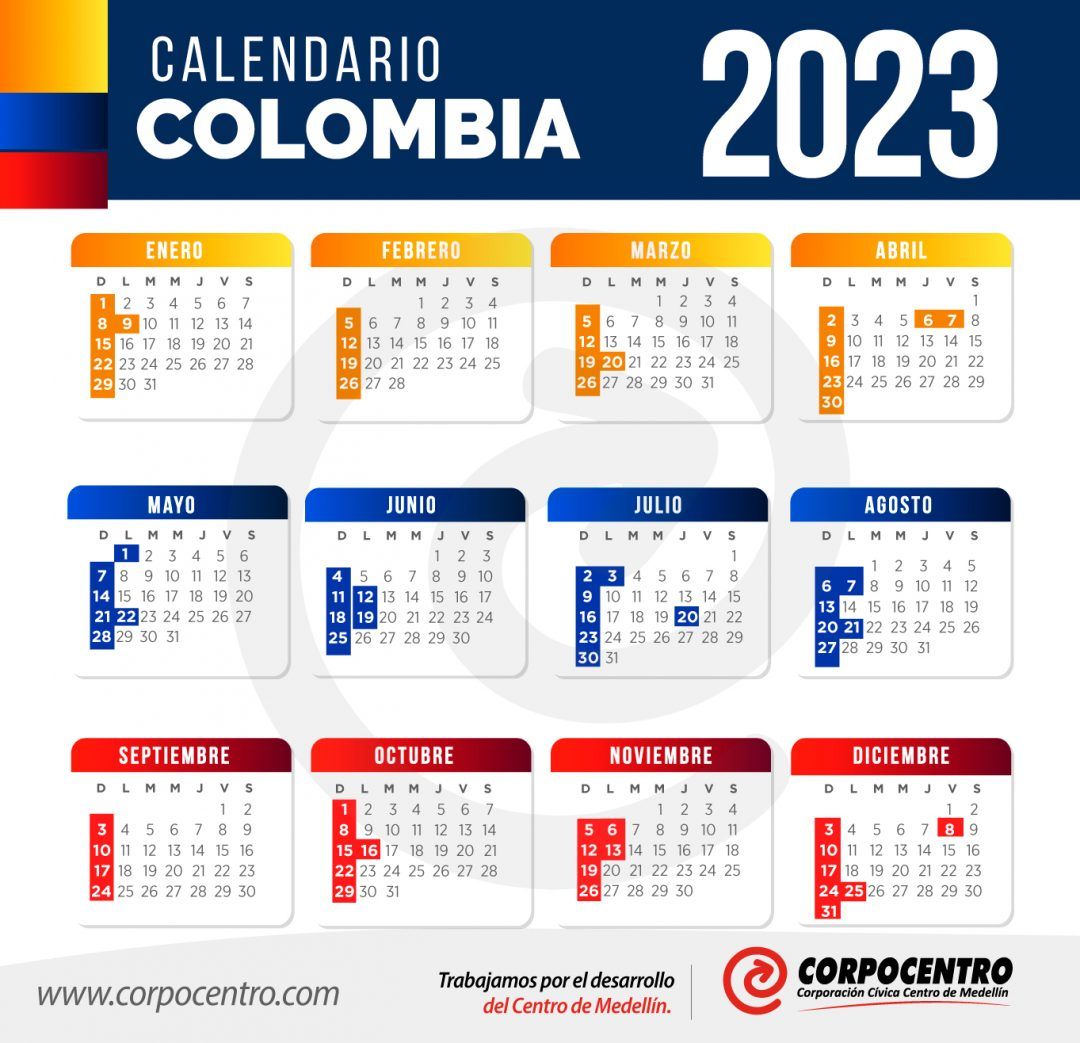 CALENDARIO
COLOMBIA
2023
ENERO
D L M M J V S
1 2 3 4 5 6 7
8 9 10 11 12 13 14
15 16 17 18 19 20 21
22 23 24 25 26 27 28
29 30 31
FEBRERO
D L M M J V S
1 2 3 4
5 6 7 8 9 10 11
12 13 14 15 16 17 18
19 20 21 22 23 24 25
26 27 28
MARZO
D L M M J V S
1 2 3 4
5 6 7 8 9 10 11
12 13 14 15 16 17 18
19 20 21 22 23 24 25
26 27 28 29 30 31
ABRIL
D L M M J V S
1
2 3 4 5 6 7 8
9 10 11 12 13 14 15
16 17 18 19 20 21 22
23 24 25 26 27 28 29
30
MAYO
D L M M J V S
1 2 3 4 5 6
7 8 9 10 11 12 13
14 15 16 17 18 19 20
21 22 23 24 25 26 27
28 29 30 31
JUNIO
D L M M J V S
1 2 3
4 5 6 7 8 9 10
11 12 13 14 15 16 17
18 19 20 21 22 23 24
25 26 27 28 29 30
JULIO
D L M M J V S
1
2 3 4 5 6 7 8
9 10 11 12 13 14 15
16 17 18 19 20 21 22
23 24 25 26 27 28 29
30 31
AGOSTO
D L M M J V S
1 2 3 4 5
6 7 8 9 10 11 12
13 14 15 16 17 18 19
20 21 22 23 24 25 26
27 28 29 30 31
SEPTIEMBRE
D L M M J V S
1 2
3 4 5 6 7 8 9
10 11 12 13 14 15 16
17 18 19 20 21 22 23
24 25 26 27 28 29 30
OCTUBRE
D L M M J V S
1 2 3 4 5 6 7
8 9 10 11 12 13 14
15 16 17 18 19 20 21
22 23 24 25 26 27 28
29 30 31
NOVIEMBRE
D L M M J V S
1 2 3 4
5 6 7 8 9 10 11
12 13 14 15 16 17 18
19 20 21 22 23 24 25
26 27 28 29 30
DICIEMBRE
D L M M J V S
1 2
3 4 5 6 7 8 9
10 11 12 13 14 15 16
17 18 19 20 21 22 23
24 25 26 27 28 29 30
31
www.corpocentro.com
Trabajamos por el desarrollo
del Centro de Medellín.
CORPOCENTRO
Corporación Cívica Centro de Medellín